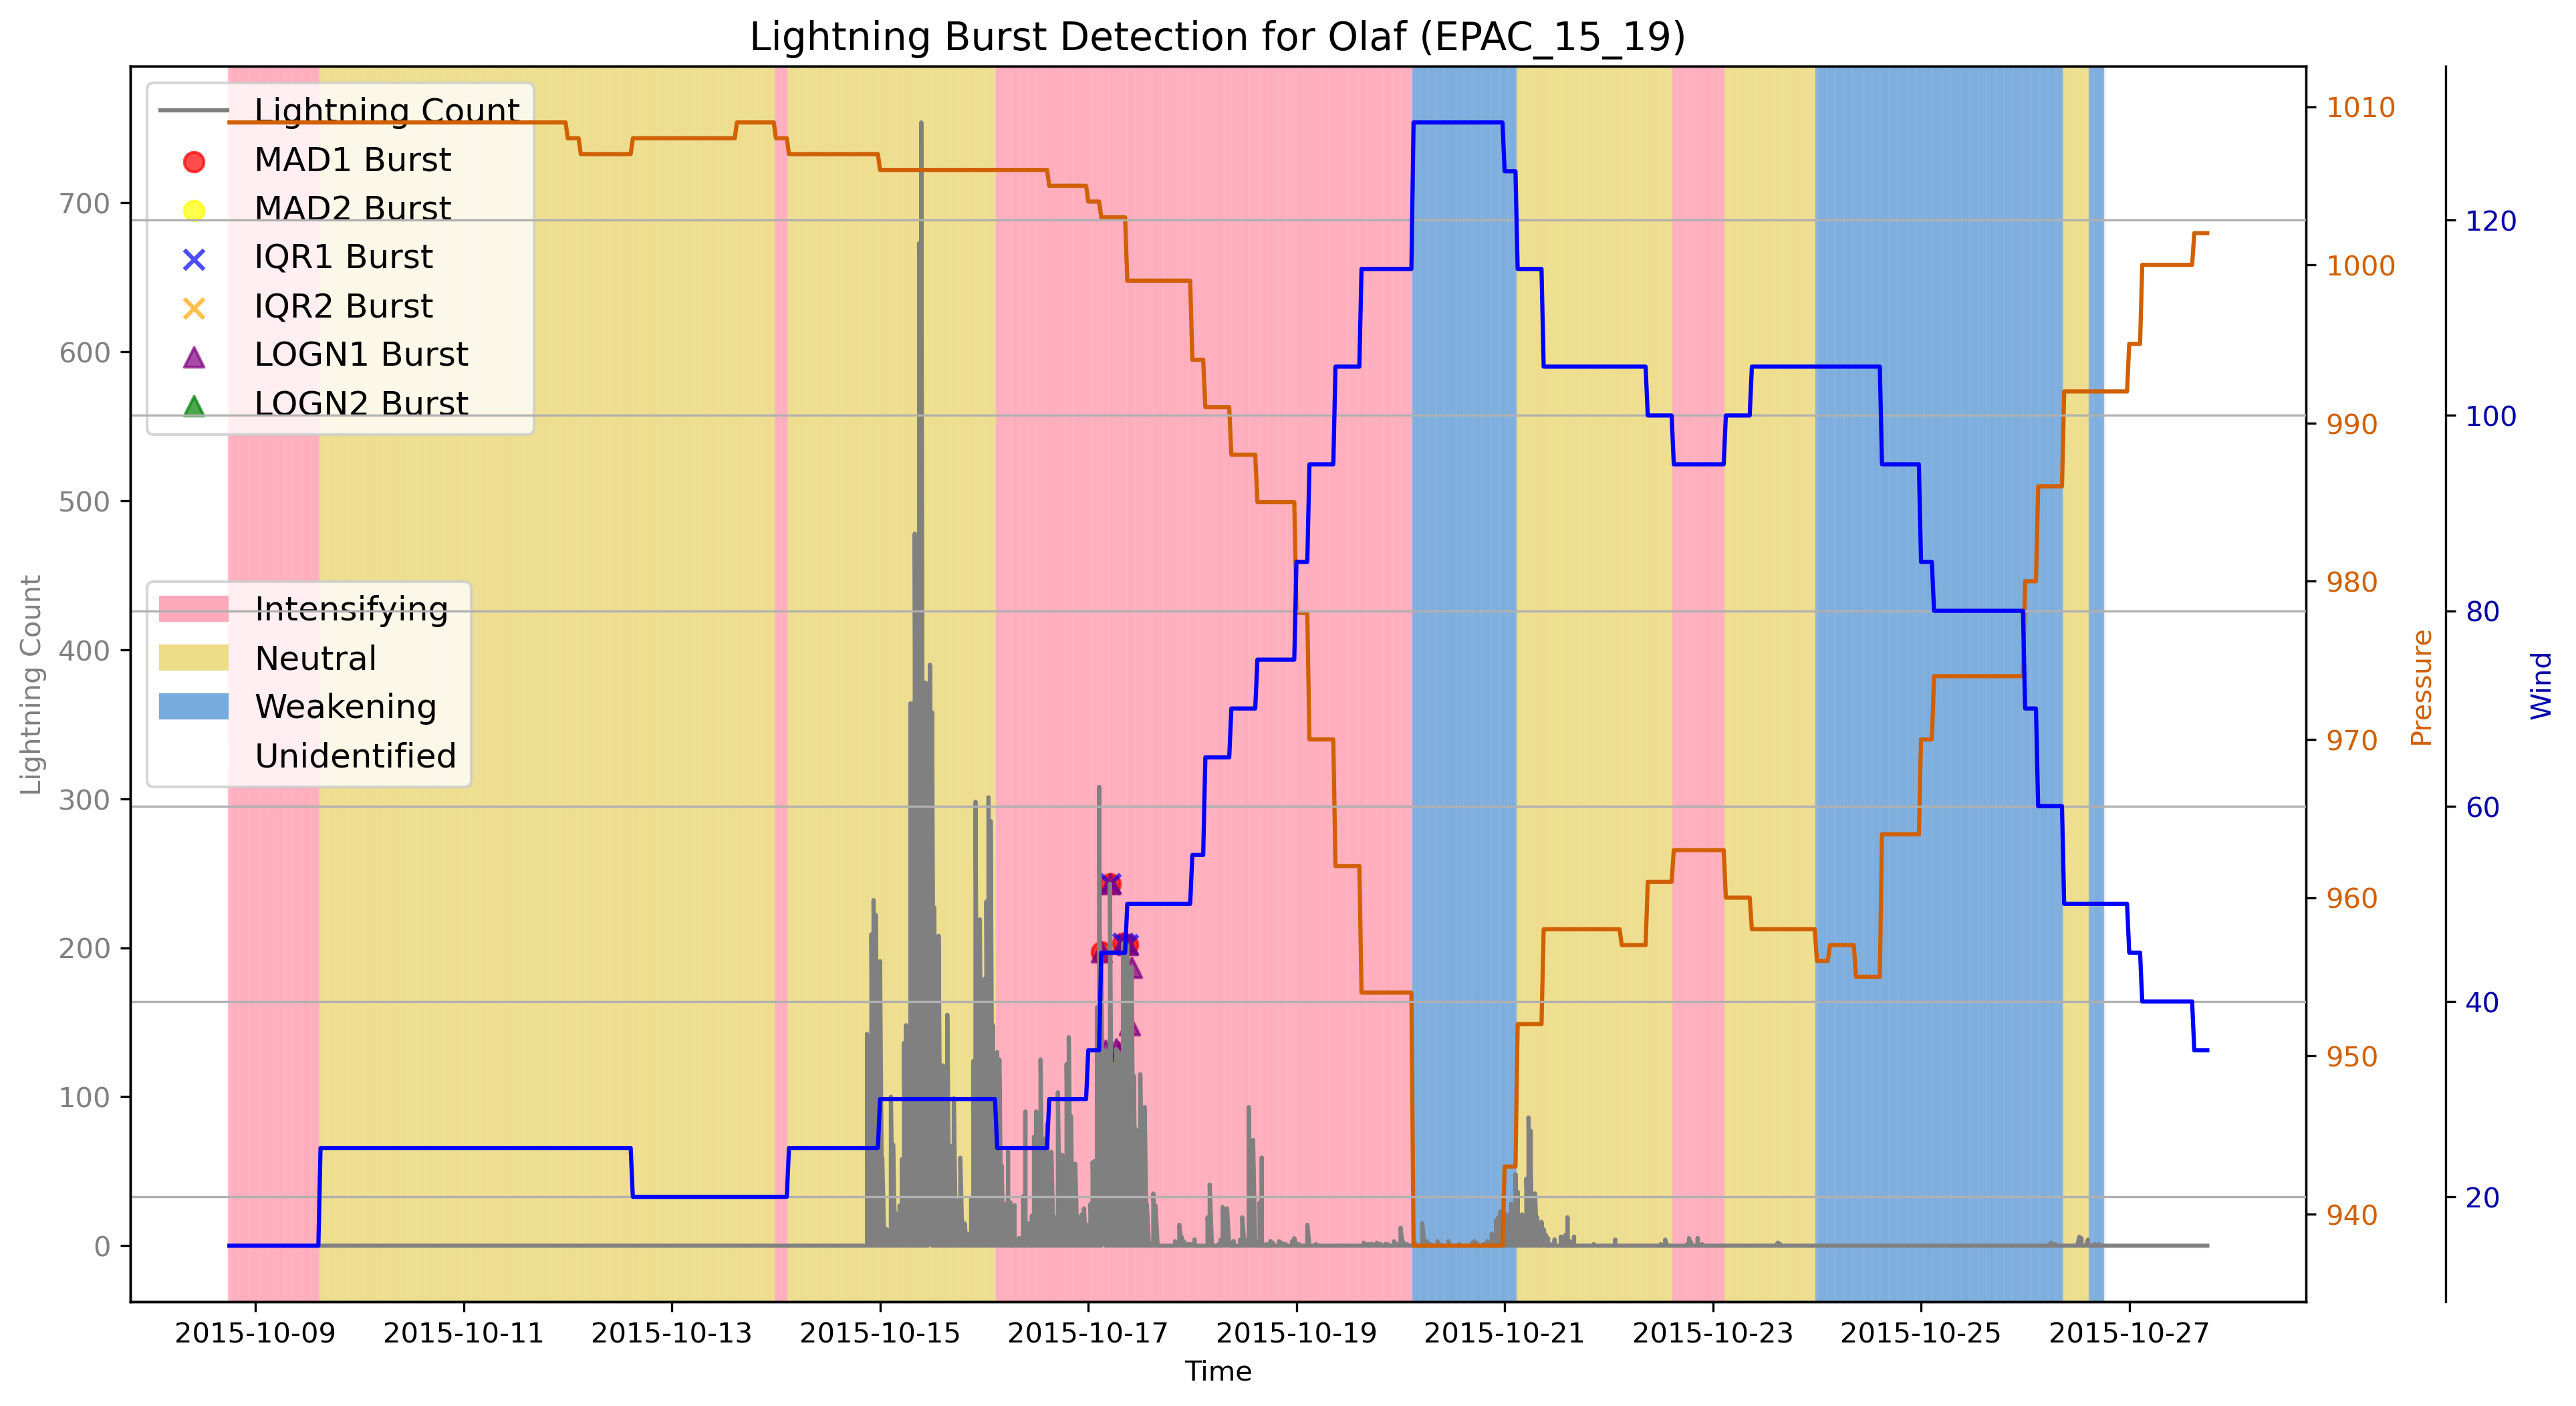 Lightning Burst Detection for Olaf (EPAC_15_19)
Lightning Count
MAD1 Burst
MAD2 Burst
IQR1 Burst
IQR2 Burst
LOGN1 Burst
LOGN2 Burst
Intensifying
Neutral
Weakening
Unidentified
Lightning Count
700
600
500
400
300
200
100
0
1010
1000
990
980
970
960
950
940
Pressure
120
100
80
60
40
20
Wind
2015-10-09 2015-10-11 2015-10-13 2015-10-15 2015-10-17 2015-10-19 2015-10-21 2015-10-23 2015-10-25 2015-10-27
Time